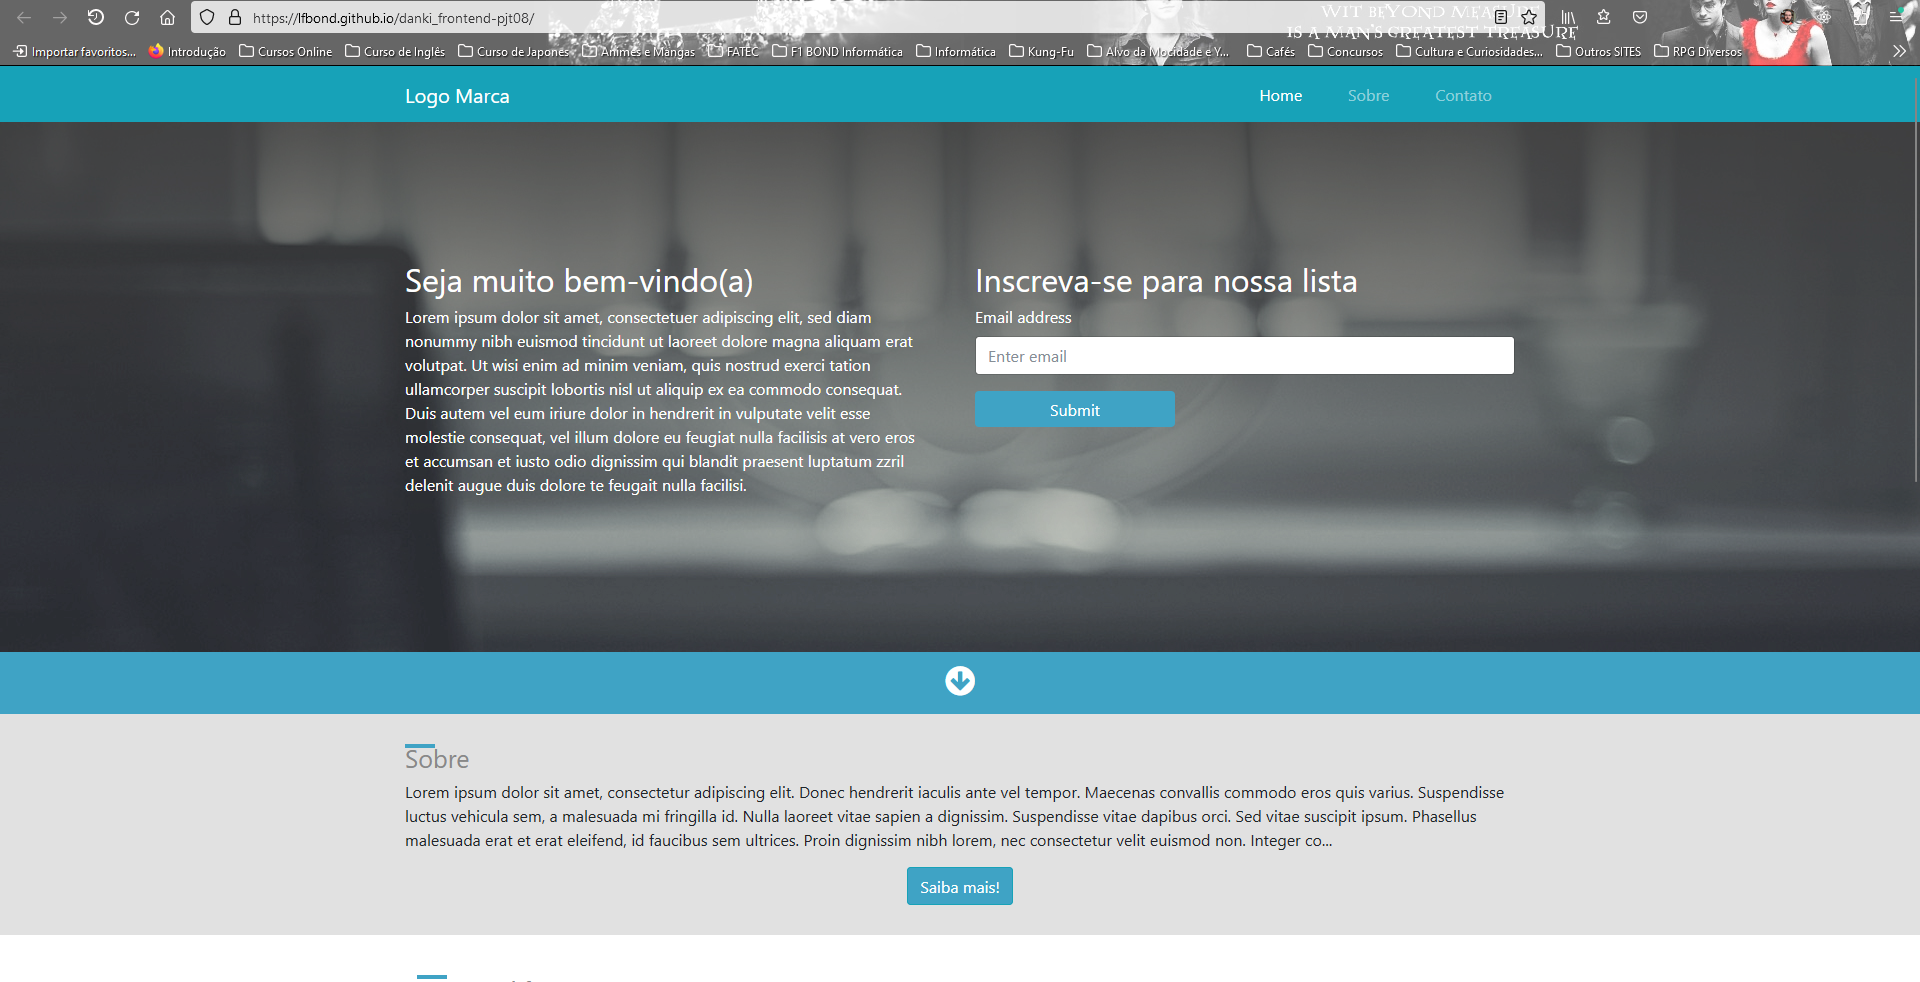 WIT BEYOND MEASURE
IS A MAN'S GREATEST TREASURE
https://lfbond.github.io/danki_frontend-pjt08/
Importar favoritos... Introdução Cursos Online Curso de Inglês Curso de Japonês Animes e Mangas FATEC F1 BOND Informática Informática Kung-Fu Alvo da Mocidade e Y... Cafés Concursos Cultura e Curiosidades... Outros SITES RPG Diversos
Logo Marca Home Sobre Contato
Seja muito bem-vindo(a)
Lorem ipsum dolor sit amet, consectetuer adipiscing elit, sed diam
nonummy nibh euismod tincidunt ut laoreet dolore magna aliquam erat
volutpat. Ut wisi enim ad minim veniam, quis nostrud exerci tation
ullamcorper suscipit lobortis nisl ut aliquip ex ea commodo consequat.
Duis autem vel eum iriure dolor in hendrerit in vulputate velit esse
molestie consequat, vel illum dolore eu feugiat nulla facilisis at vero eros
et accumsan et iusto odio dignissim qui blandit praesent luptatum zzril
delenit augue duis dolore te feugait nulla facilisi.
Inscreva-se para nossa lista
Email address
Enter email
Submit
Sobre
Lorem ipsum dolor sit amet, consectetur adipiscing elit. Donec hendrerit iaculis ante vel tempor. Maecenas convallis commodo eros quis varius. Suspendisse
luctus vehicula sem, a malesuada mi fringilla id. Nulla laoreet vitae sapien a dignissim. Suspendisse vitae dapibus orci. Sed vitae suscipit ipsum. Phasellus
malesuada erat et erat eleifend, id faucibus sem ultrices. Proin dignissim nibh lorem, nec consectetur velit euismod non. Integer co...
Saiba mais!